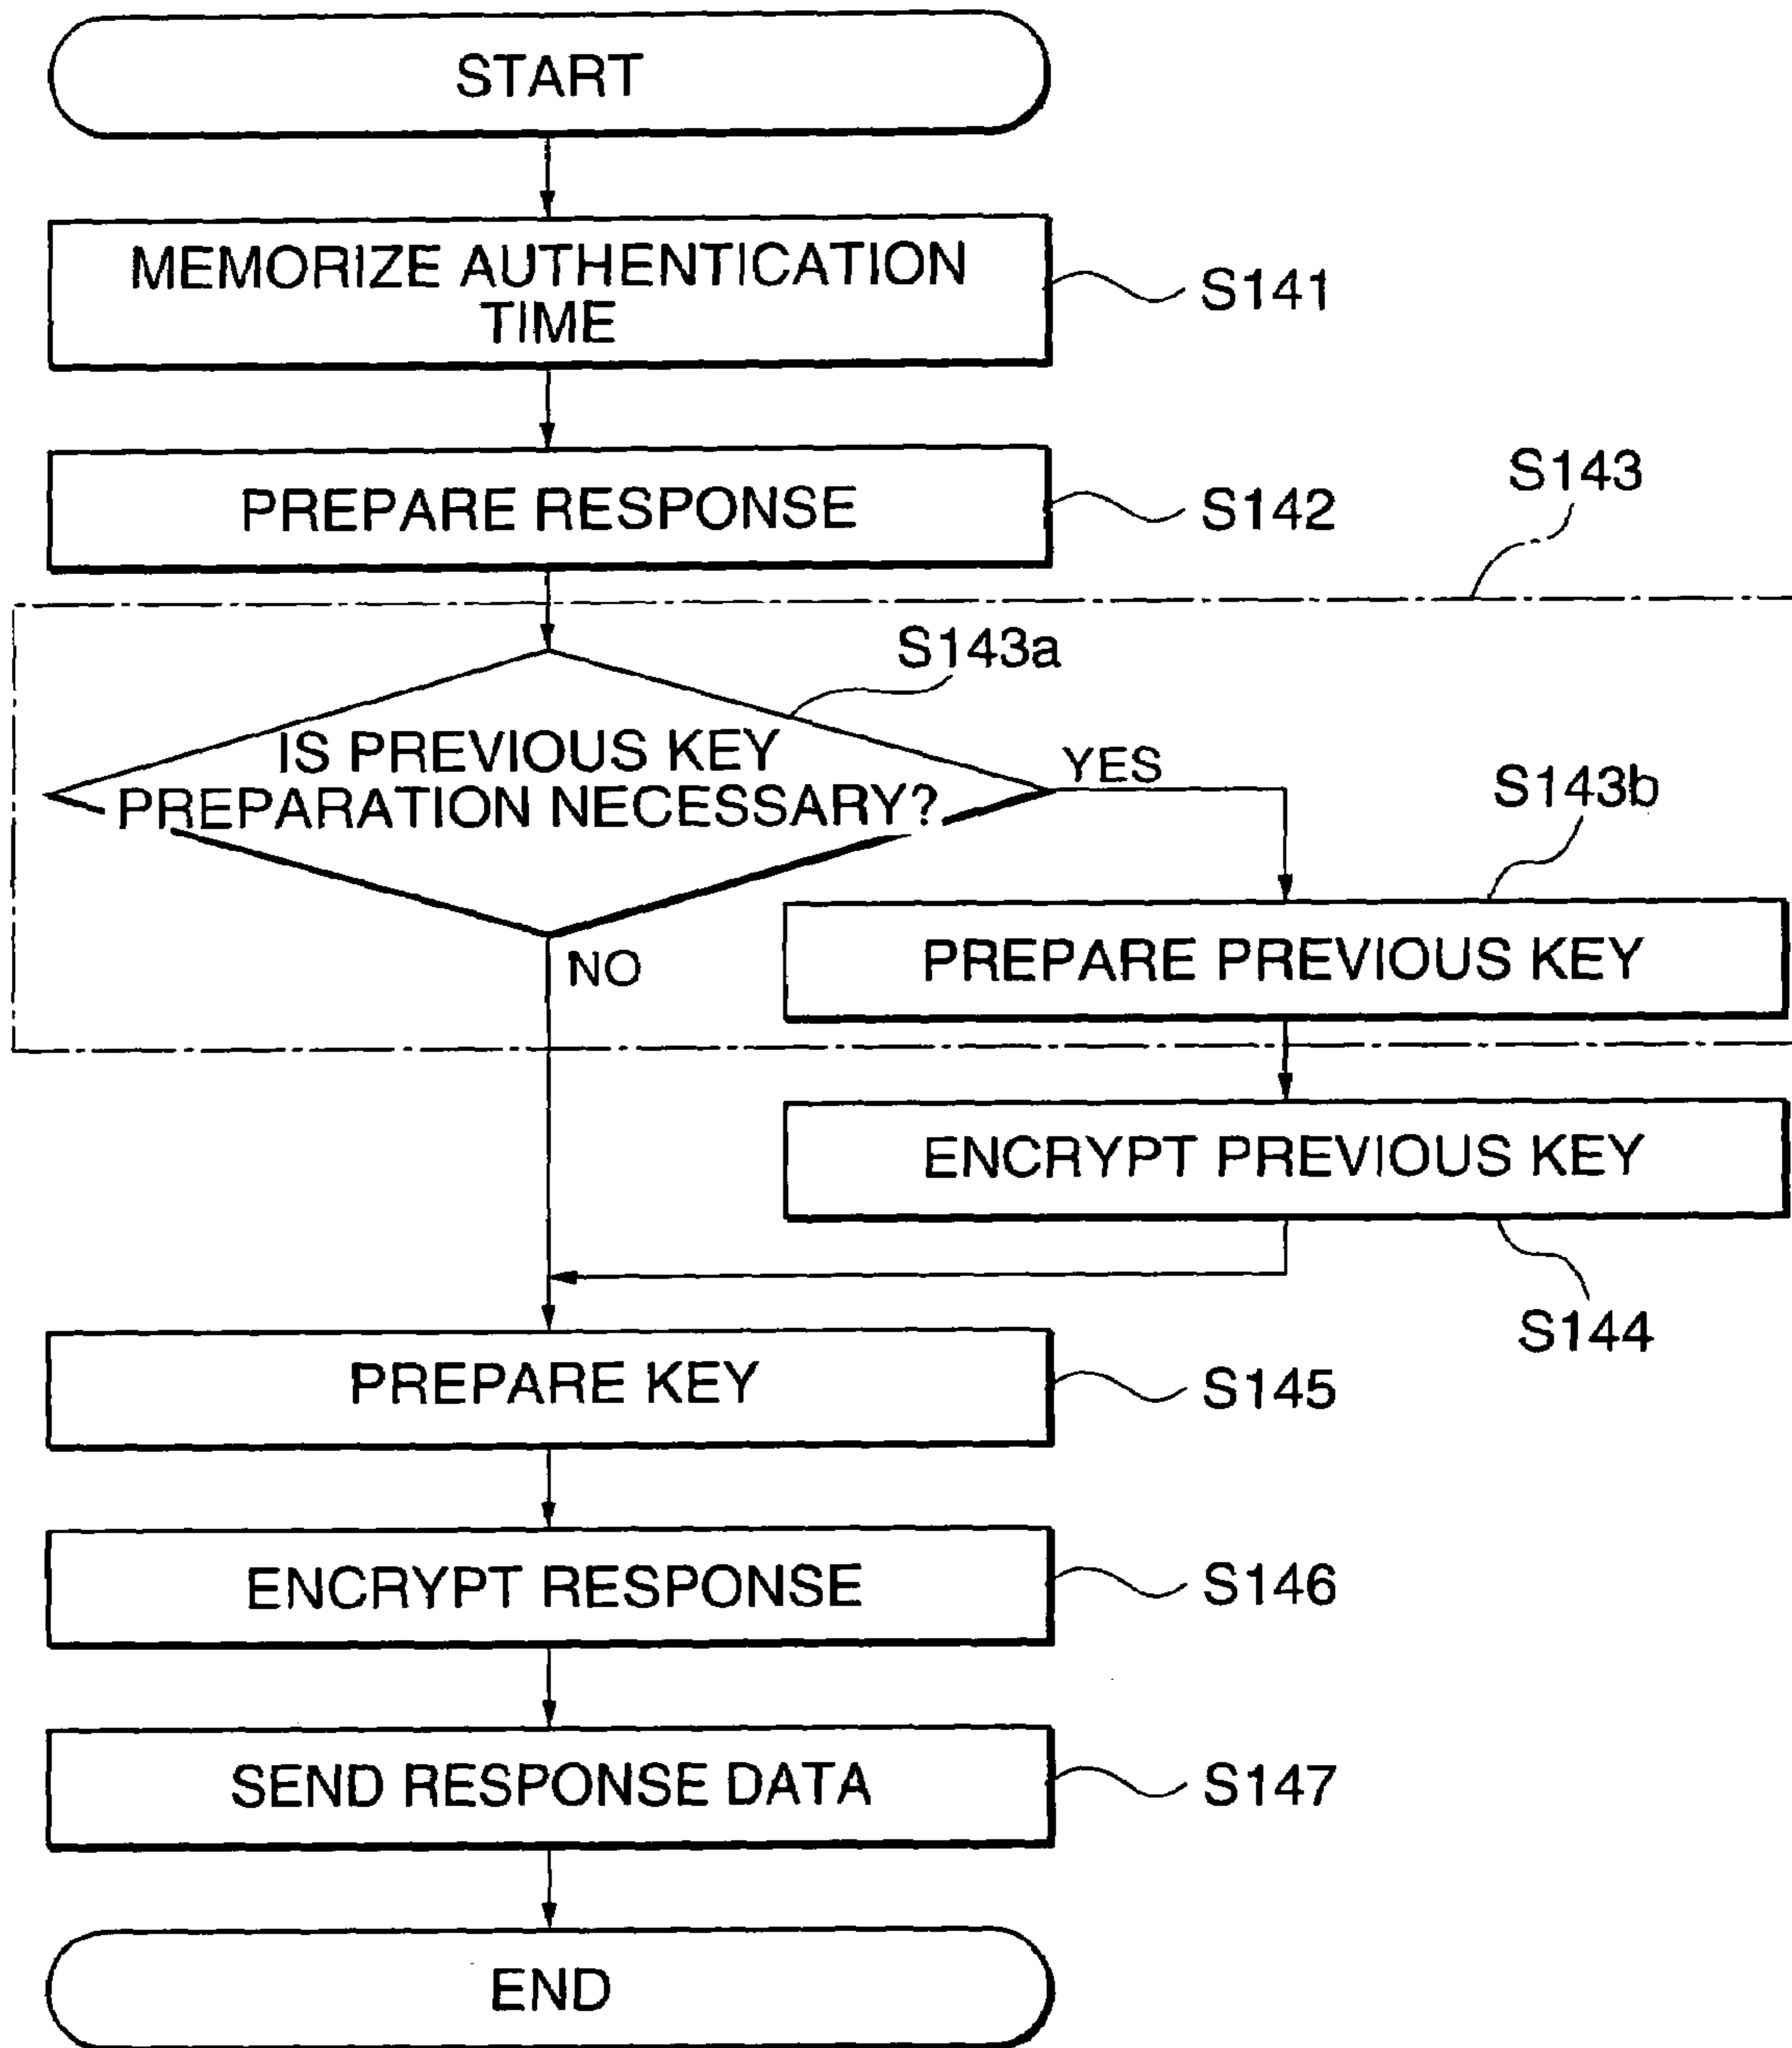 START
MEMORIZE AUTHENTICATION
TIME
S141
PREPARE RESPONSE
S142
S143
S143a
IS PREVIOUS KEY
PREPARATION NECESSARY?
YES
S143b
NO
PREPARE PREVIOUS KEY
ENCRYPT PREVIOUS KEY
S144
PREPARE KEY
S145
ENCRYPT RESPONSE
S146
SEND RESPONSE DATA
S147
END